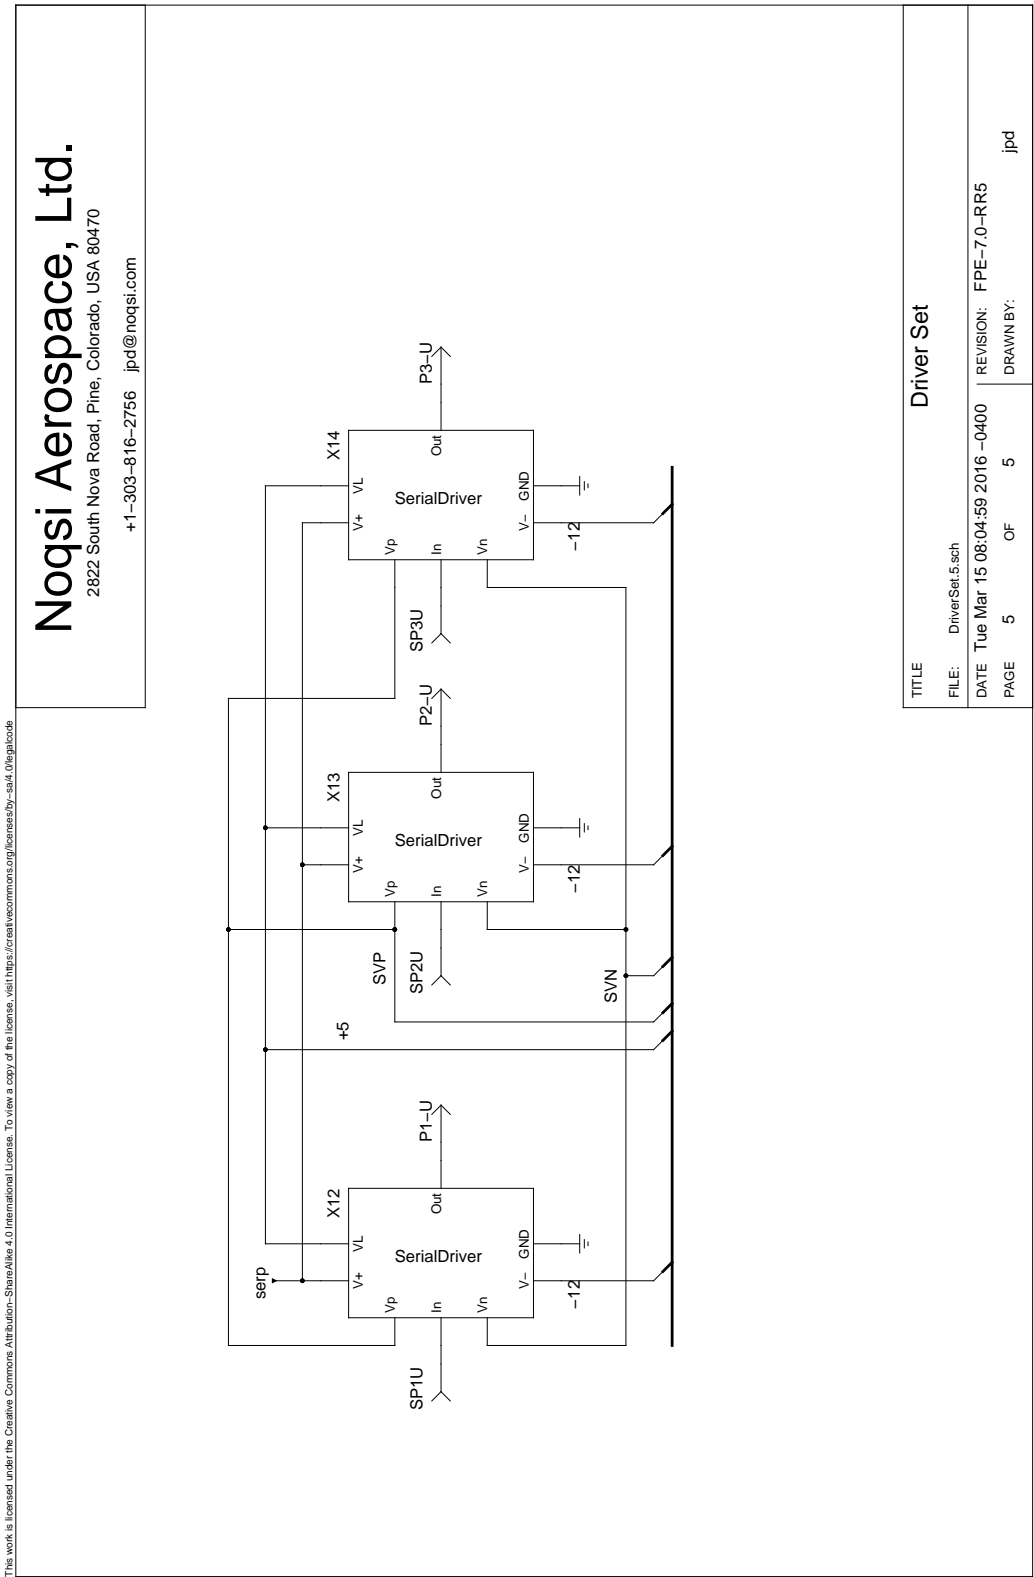 This work is licensed under the Creative Commons Attribution−ShareAlike 4.0 International License. To view a copy of the license, visit https://creativecommons.org/licenses/by−sa/4.0/legalcode
Noqsi Aerospace, Ltd.
2822 South Nova Road, Pine, Colorado, USA 80470
+1−303−816−2756 jpd@noqsi.com
serp
X12
V+
VL
Vp
In
Vn
SerialDriver
Out
V−
GND
SP1U
P1−U
−12
+5
SVP
SVN
X13
V+
VL
Vp
In
Vn
SerialDriver
Out
V−
GND
SP2U
P2−U
−12
X14
V+
VL
Vp
In
Vn
SerialDriver
Out
V−
GND
SP3U
P3−U
−12
TITLE
Driver Set
FILE: DriverSet.5.sch
DATE Tue Mar 15 08:04:59 2016 −0400
REVISION: FPE−7.0−RR5
PAGE 5 OF 5
DRAWN BY: jpd